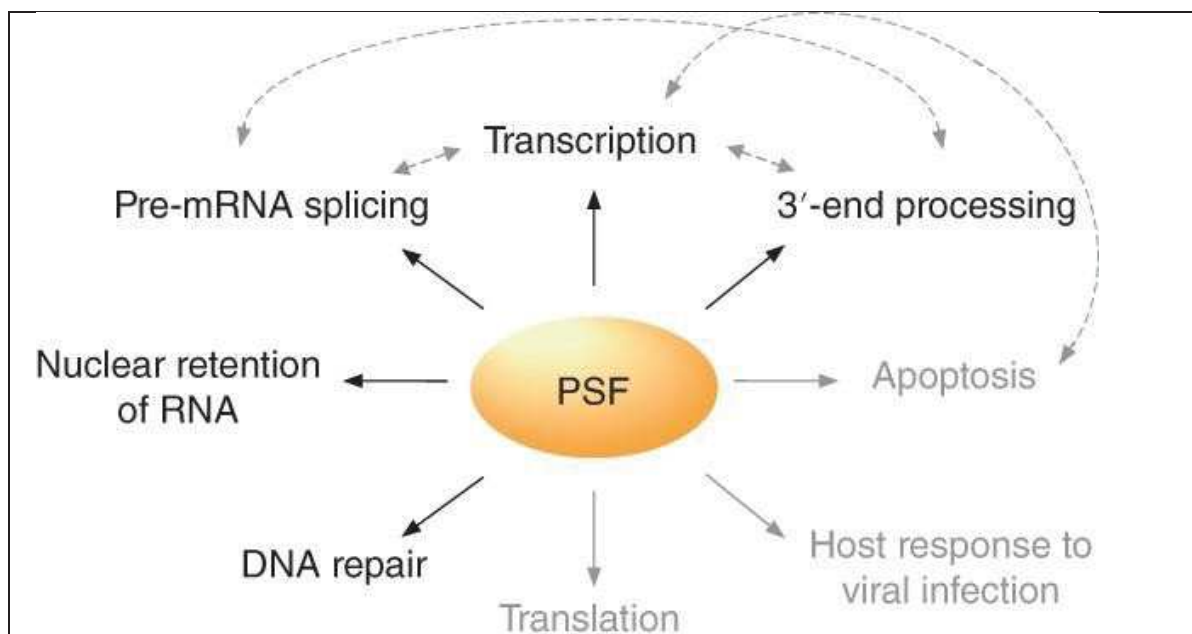 Transcription
Pre-mRNA splicing
3′-end processing
Nuclear retention
of RNA
PSF
Apoptosis
DNA repair
Host response to
viral infection
Translation